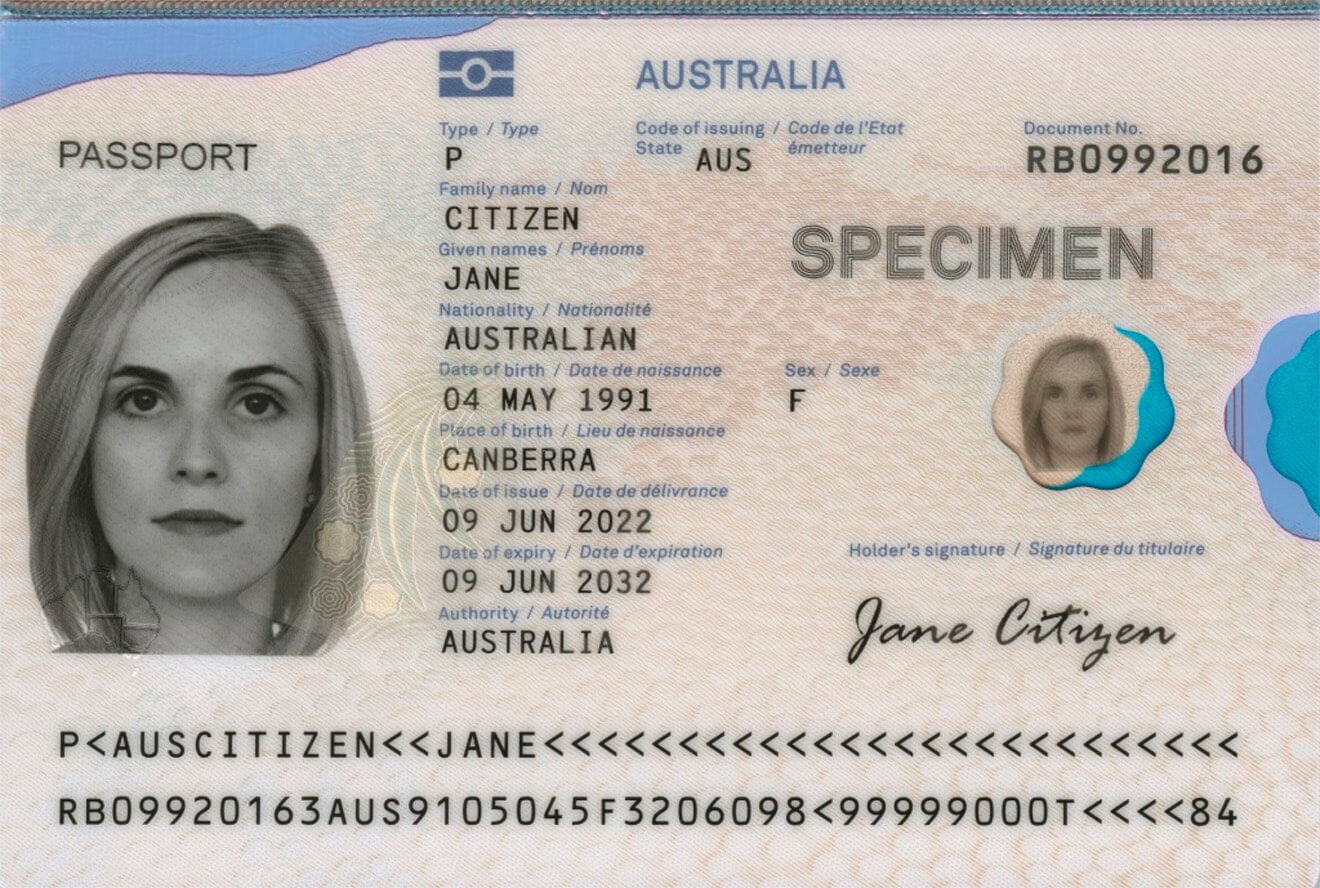 AUSTRALIA
PASSPORT
Type / Type
P
Code of issuing / Code de l'Etat
State AUS émetteur
Document No.
RB0992016
Family name / Nom
CITIZEN
Given names / Prénoms
JANE
SPECIMEN
Nationality / Nationalité
AUSTRALIAN
Date of birth / Date de naissance
04 MAY 1991
Sex / Sexe
F
Place of birth / Lieu de naissance
CANBERRA
Date of issue / Date de délivrance
09 JUN 2022
Date of expiry / Date d'expiration
09 JUN 2032
Authority / Autorité
AUSTRALIA
Holder's signature / Signature du titulaire
Jane Citizen
P<AUSCITIZEN<<JANE<<<<<<<<<<<<<<<<<<<<<<<<<<
RB09920163AUS9105045F3206098<99999000T<<<<84